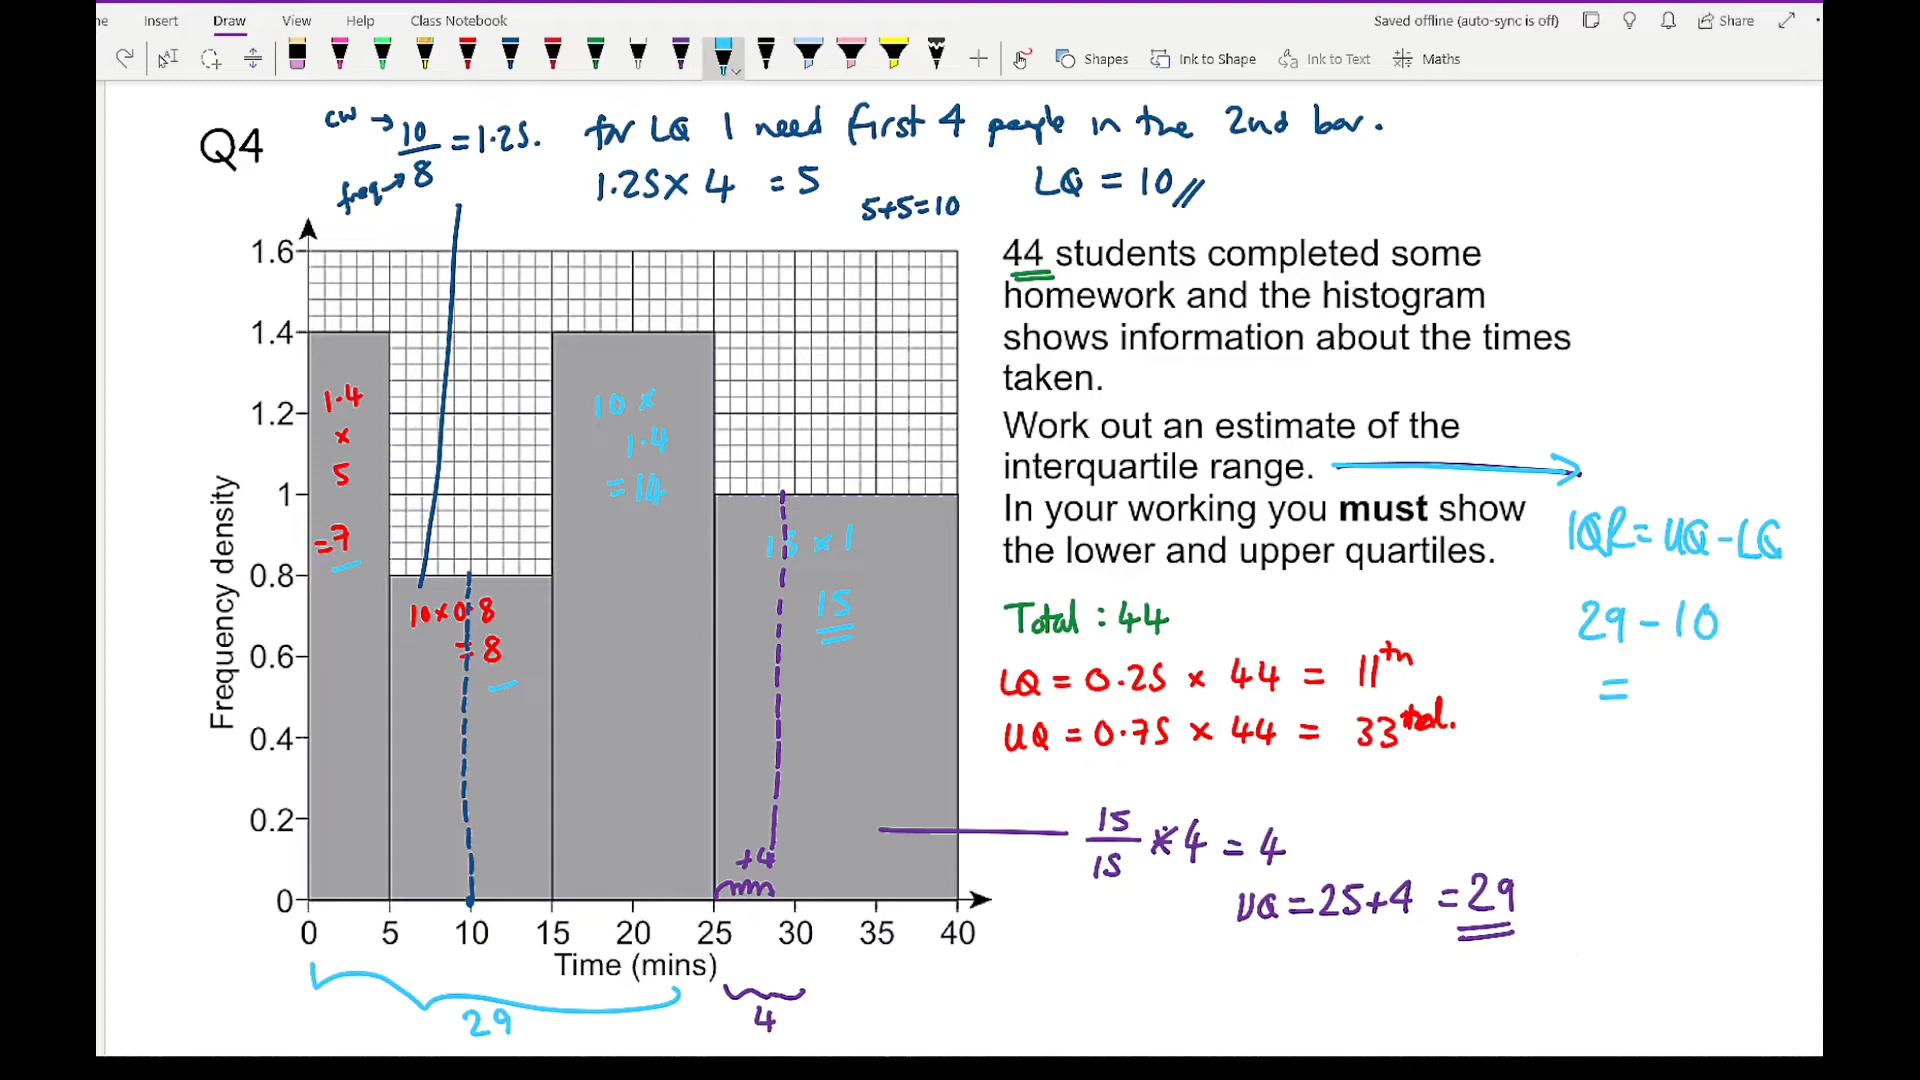 ne Insert Draw View Help Class Notebook Saved offline (auto-sync is off) Share
Shapes Ink to Shape Ink to Text Maths
Q4
cw → 10 = 1.25. for LQ I need first 4 people in the 2nd bar.
freq → 8 1.25 × 4 = 5 LQ = 10
5+5=10
44 students completed some
homework and the histogram
shows information about the times
taken.
Work out an estimate of the
interquartile range.
In your working you must show
the lower and upper quartiles.
IQR = UQ - LQ
29 - 10
=
Total : 44
LQ = 0.25 × 44 = 11th
UQ = 0.75 × 44 = 33
15
15 × 4 = 4
UQ = 25+4 = 29
Frequency density
1.6
1.4
1.2
1
0.8
0.6
0.4
0.2
0
1.4
×
5
=7
10×0.8
= 8
10 ×
1.4
= 14
15 × 1
15
+4
0 5 10 15 20 25 30 35 40
Time (mins)
29
4